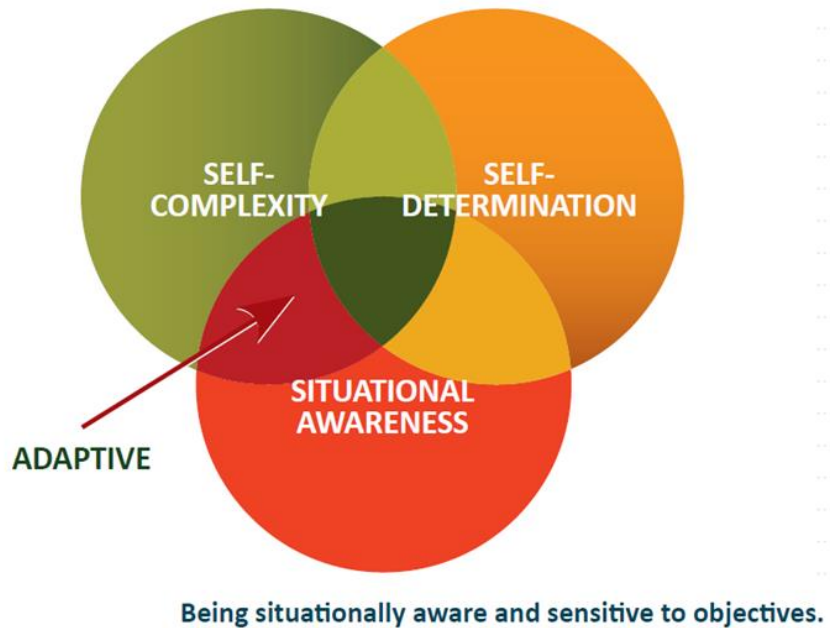 SELF-
COMPLEXITY
SELF-
DETERMINATION
SITUATIONAL
AWARENESS
ADAPTIVE
Being situationally aware and sensitive to objectives.